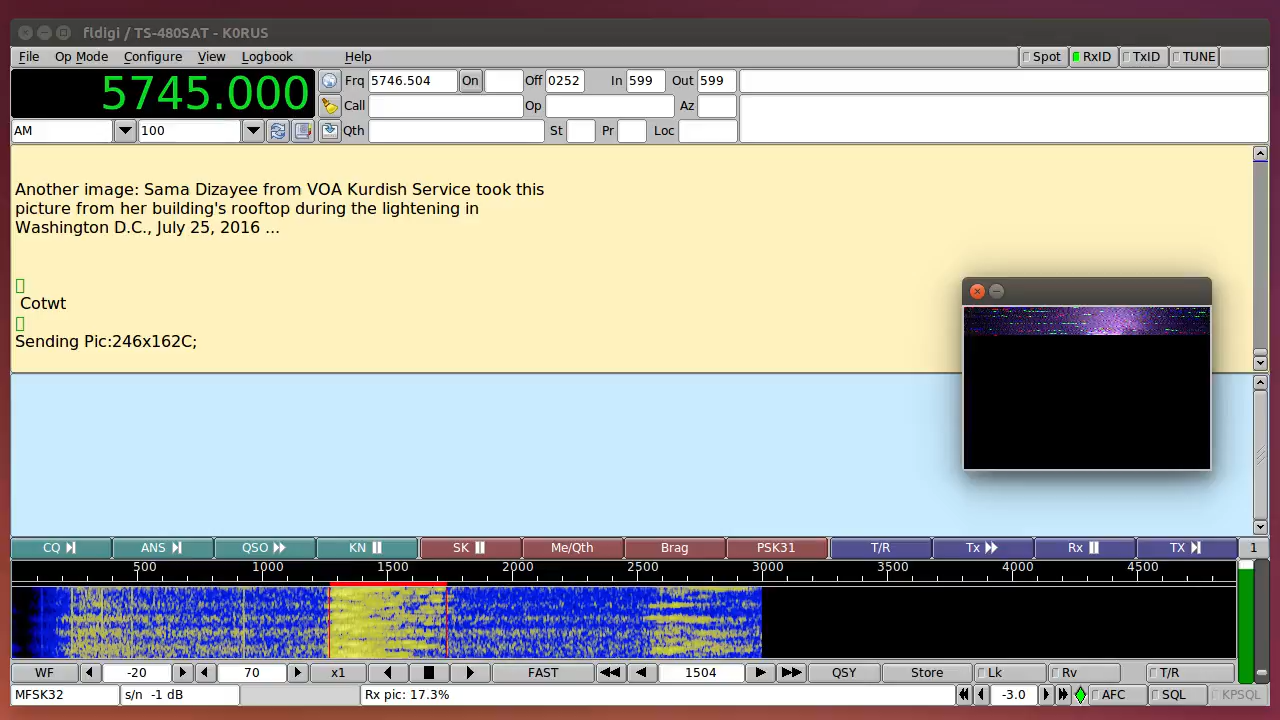 fldigi / TS-480SAT - K0RUS
File Op Mode Configure View Logbook Help Spot RxID TxID TUNE
5745.000
Frq 5746.504 On Off 0252 In 599 Out 599
Call Op Az
AM 100 Qth St Pr Loc
Another image: Sama Dizayee from VOA Kurdish Service took this
picture from her building's rooftop during the lightening in
Washington D.C., July 25, 2016 ...
Cotwt
Sending Pic:246x162C;
CQ ANS QSO KN SK Me/Qth Brag PSK31 T/R Tx Rx TX 1
500 1000 1500 2000 2500 3000 3500 4000 4500
WF -20 70 x1 FAST 1504 QSY Store Lk Rv T/R
MFSK32 s/n -1 dB Rx pic: 17.3% -3.0 AFC SQL KPSQL